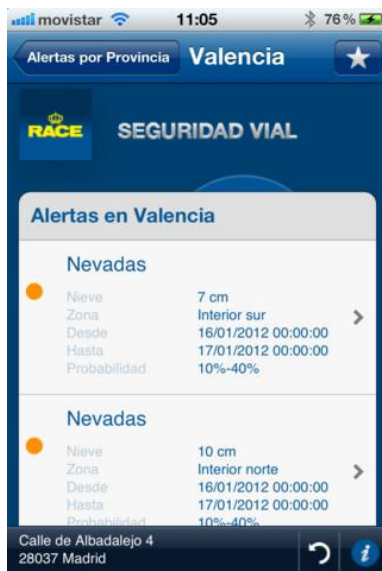 movistar 11:05 76 %
Alertas por Provincia Valencia
RACE SEGURIDAD VIAL
Alertas en Valencia
Nevadas
Nieve 7 cm
Zona Interior sur
Desde 16/01/2012 00:00:00
Hasta 17/01/2012 00:00:00
Probabilidad 10%-40%
Nevadas
Nieve 10 cm
Zona Interior norte
Desde 16/01/2012 00:00:00
Hasta 17/01/2012 00:00:00
Probabilidad 10%-40%
Calle de Albadalejo 4
28037 Madrid
i